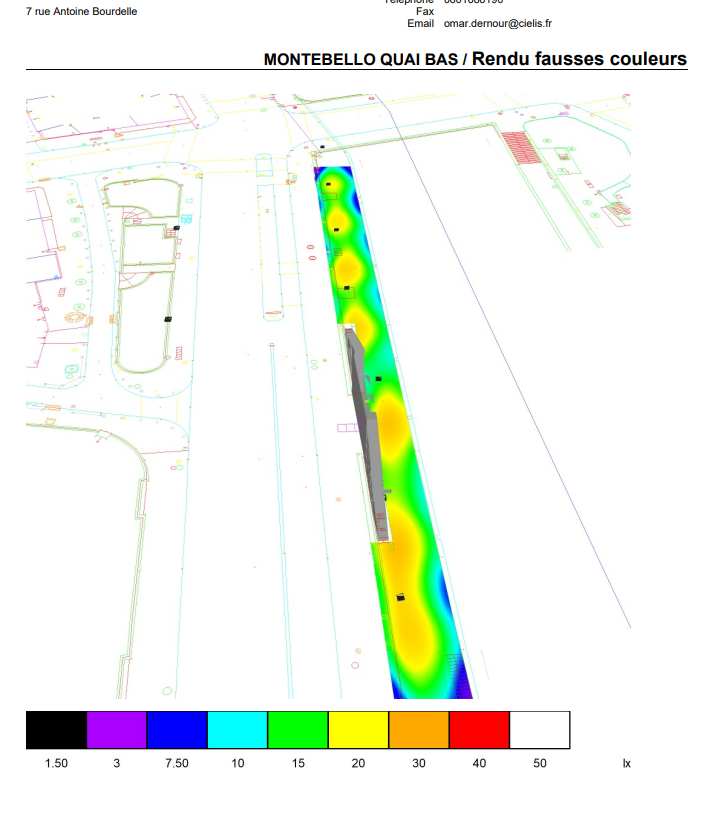 7 rue Antoine Bourdelle
Fax
Email omar.dernour@cielis.fr
MONTEBELLO QUAI BAS / Rendu fausses couleurs
1.50 3 7.50 10 15 20 30 40 50 lx